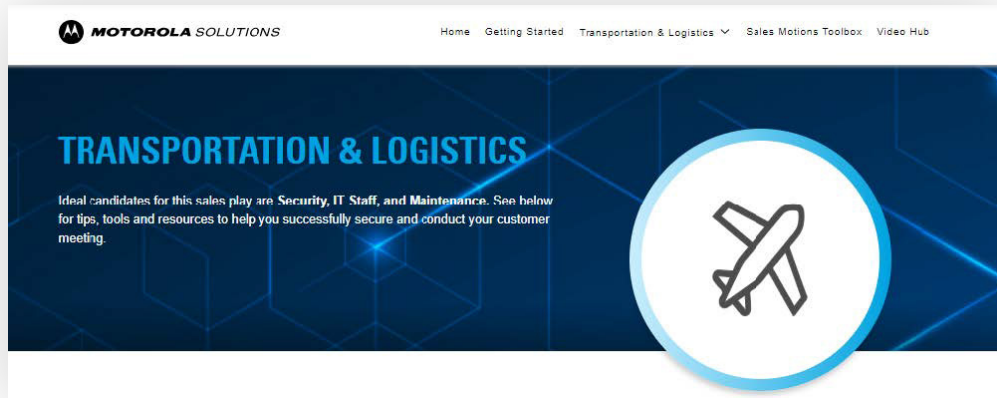 MOTOROLA SOLUTIONS
Home Getting Started Transportation & Logistics Sales Motions Toolbox Video Hub
TRANSPORTATION & LOGISTICS
Ideal candidates for this sales play are Security, IT Staff, and Maintenance. See below
for tips, tools and resources to help you successfully secure and conduct your customer
meeting.